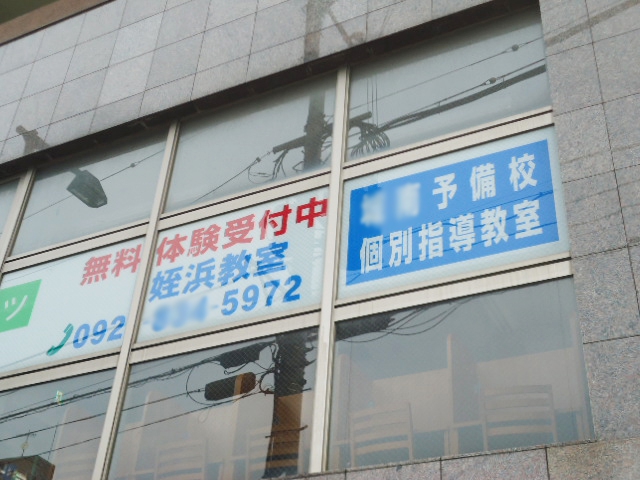 無料体験受付中
姪浜教室
092 5972
ツ
予備校
個別指導教室